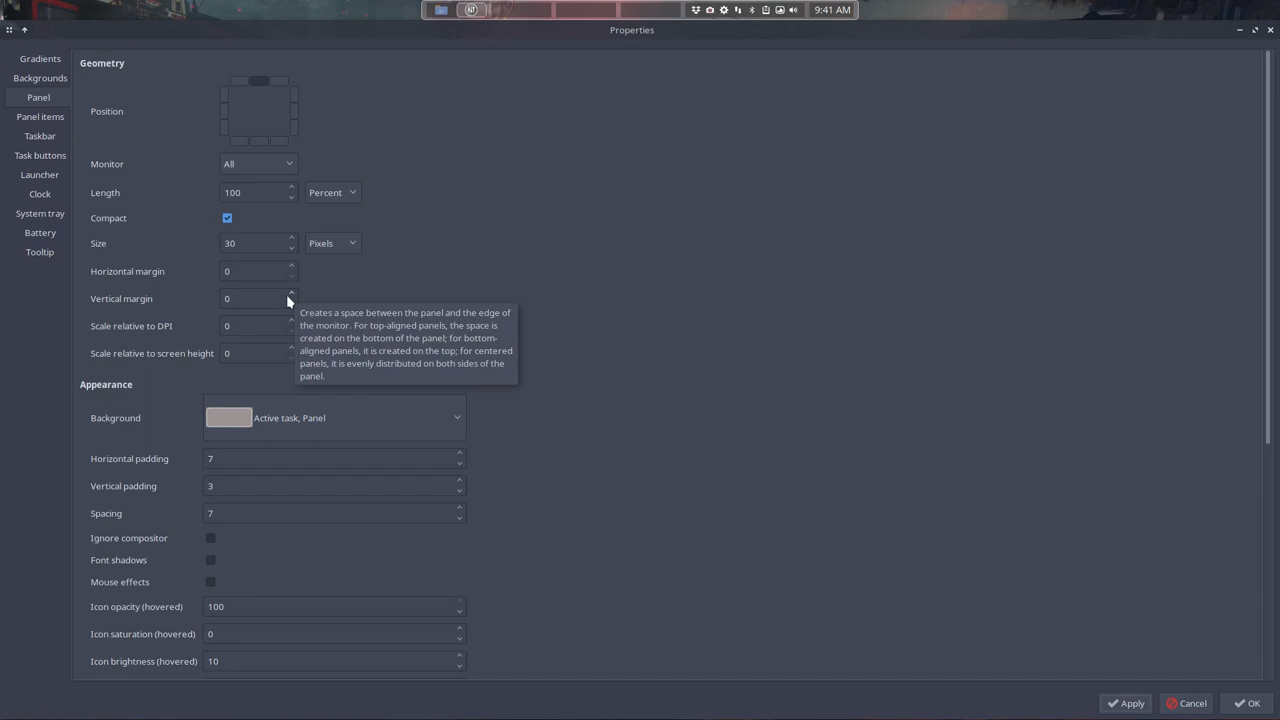 NT
9:41 AM
Properties
Gradients
Backgrounds
Panel
Panel items
Taskbar
Task buttons
Launcher
Clock
System tray
Battery
Tooltip
Geometry
Position
Monitor All
Length 100 Percent
Compact
Size 30 Pixels
Horizontal margin 0
Vertical margin 0
Scale relative to DPI 0
Scale relative to screen height 0
Creates a space between the panel and the edge of
the monitor. For top-aligned panels, the space is
created on the bottom of the panel; for bottom-
aligned panels, it is created on the top; for centered
panels, it is evenly distributed on both sides of the
panel.
Appearance
Background Active task, Panel
Horizontal padding 7
Vertical padding 3
Spacing 7
Ignore compositor
Font shadows
Mouse effects
Icon opacity (hovered) 100
Icon saturation (hovered) 0
Icon brightness (hovered) 10
Apply Cancel OK